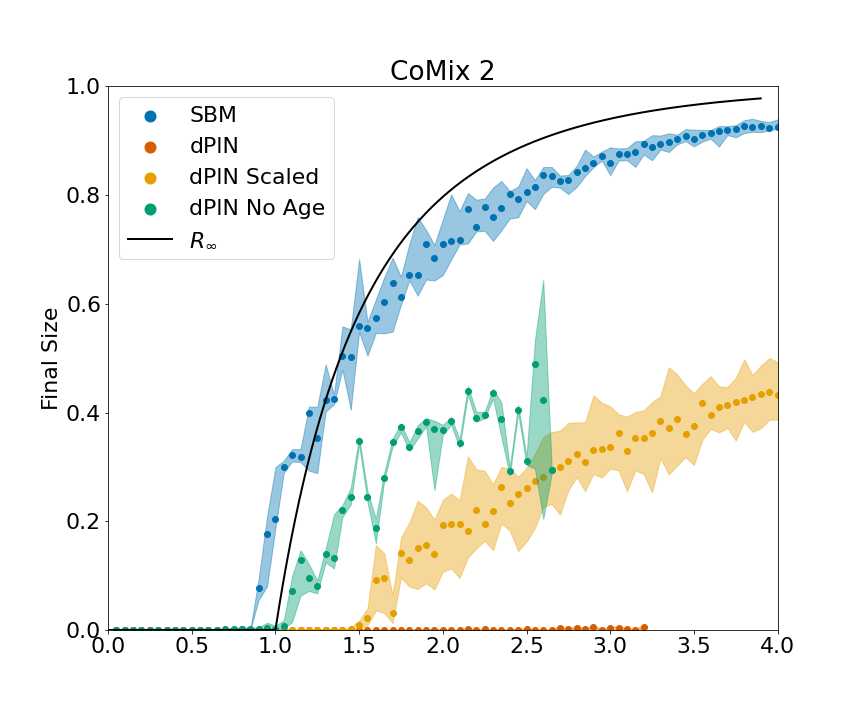 CoMix 2
1.0
0.8
0.6
0.4
0.2
0.0
Final Size
SBM
dPIN
dPIN Scaled
dPIN No Age
R∞
0.0 0.5 1.0 1.5 2.0 2.5 3.0 3.5 4.0